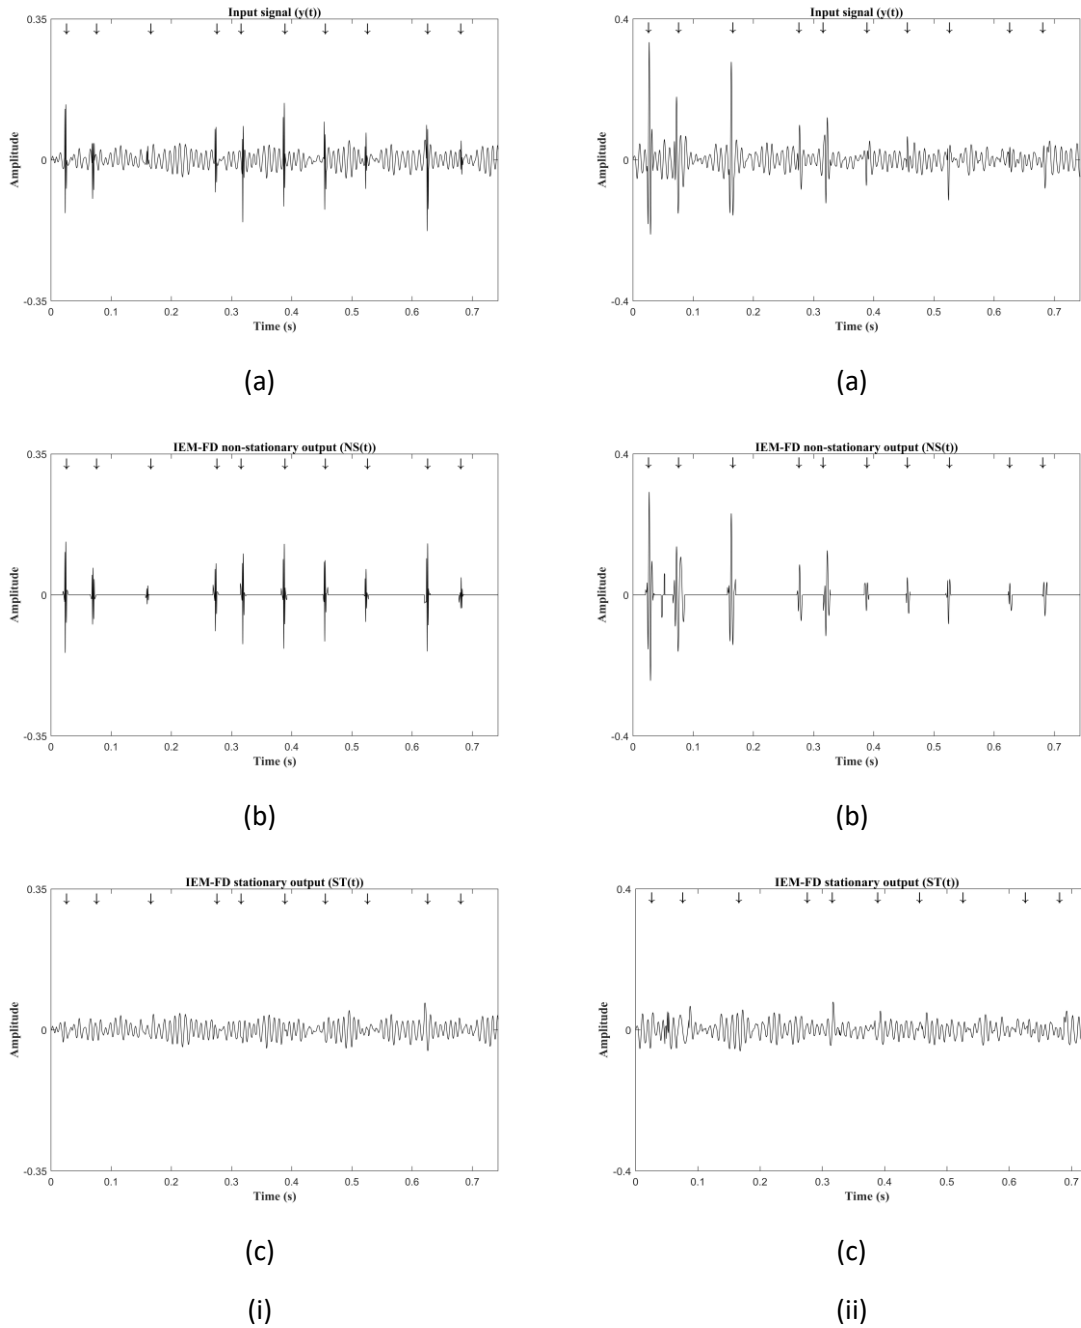 Input signal (y(t))
0.35
↓ ↓ ↓ ↓ ↓ ↓ ↓ ↓ ↓ ↓
Amplitude
0
-0.35
0 0.1 0.2 0.3 0.4 0.5 0.6 0.7
Time (s)
(a)
Input signal (y(t))
0.4
↓ ↓ ↓ ↓ ↓ ↓ ↓ ↓ ↓ ↓
Amplitude
0
-0.4
0 0.1 0.2 0.3 0.4 0.5 0.6 0.7
Time (s)
(a)
IEM-FD non-stationary output (NS(t))
0.35
↓ ↓ ↓ ↓ ↓ ↓ ↓ ↓ ↓ ↓
Amplitude
0
-0.35
0 0.1 0.2 0.3 0.4 0.5 0.6 0.7
Time (s)
(b)
IEM-FD non-stationary output (NS(t))
0.4
↓ ↓ ↓ ↓ ↓ ↓ ↓ ↓ ↓ ↓
Amplitude
0
-0.4
0 0.1 0.2 0.3 0.4 0.5 0.6 0.7
Time (s)
(b)
IEM-FD stationary output (ST(t))
0.35
↓ ↓ ↓ ↓ ↓ ↓ ↓ ↓ ↓ ↓
Amplitude
0
-0.35
0 0.1 0.2 0.3 0.4 0.5 0.6 0.7
Time (s)
(c)
(i)
IEM-FD stationary output (ST(t))
0.4
↓ ↓ ↓ ↓ ↓ ↓ ↓ ↓ ↓ ↓
Amplitude
0
-0.4
0 0.1 0.2 0.3 0.4 0.5 0.6 0.7
Time (s)
(c)
(ii)